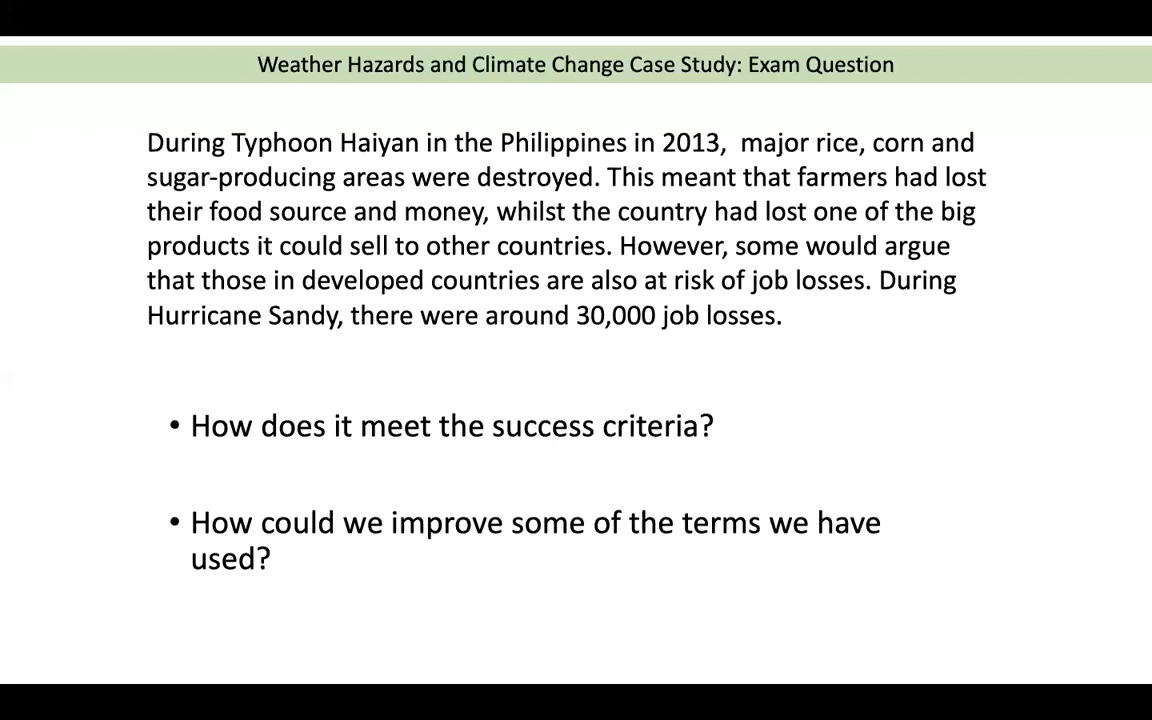 Weather Hazards and Climate Change Case Study: Exam Question
During Typhoon Haiyan in the Philippines in 2013, major rice, corn and
sugar-producing areas were destroyed. This meant that farmers had lost
their food source and money, whilst the country had lost one of the big
products it could sell to other countries. However, some would argue
that those in developed countries are also at risk of job losses. During
Hurricane Sandy, there were around 30,000 job losses.
• How does it meet the success criteria?
• How could we improve some of the terms we have
used?